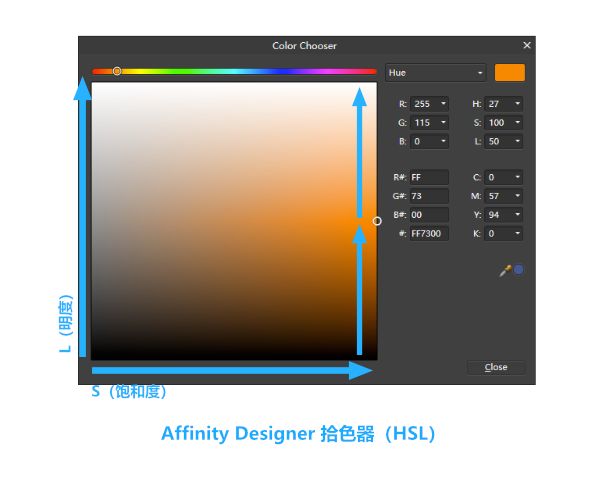 Color Chooser
Hue
R: 255 H: 27
G: 115 S: 100
B: 0 L: 50
R#: FF C: 0
G#: 73 M: 57
B#: 00 Y: 94
#: FF7300 K: 0
Close
L（明度）
S（饱和度）
Affinity Designer 拾色器（HSL）